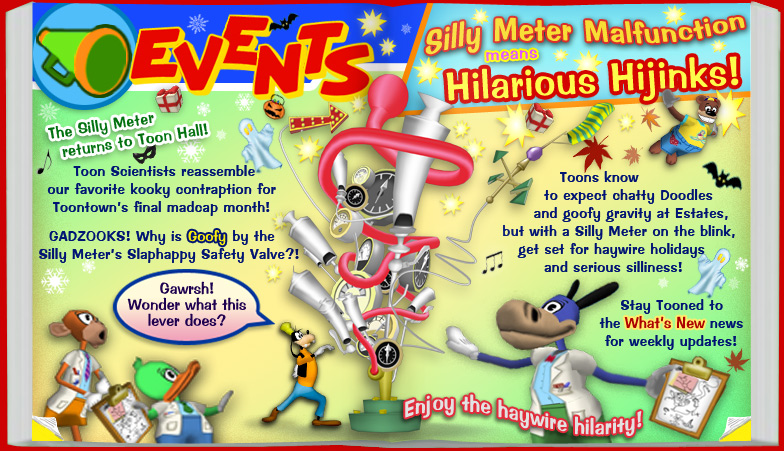 EVENTS
The Silly Meter
returns to Toon Hall!
Toon Scientists reassemble
our favorite kooky contraption for
Toontown's final madcap month!
GADZOOKS! Why is Goofy by the
Silly Meter's Slaphappy Safety Valve?!
Gawrsh!
Wonder what this
lever does?
Silly Meter Malfunction
means
Hilarious Hijinks!
Toons know
to expect chatty Doodles
and goofy gravity at Estates,
but with a Silly Meter on the blink,
get set for haywire holidays
and serious silliness!
Stay Tooned to
the What's New news
for weekly updates!
Enjoy the haywire hilarity!